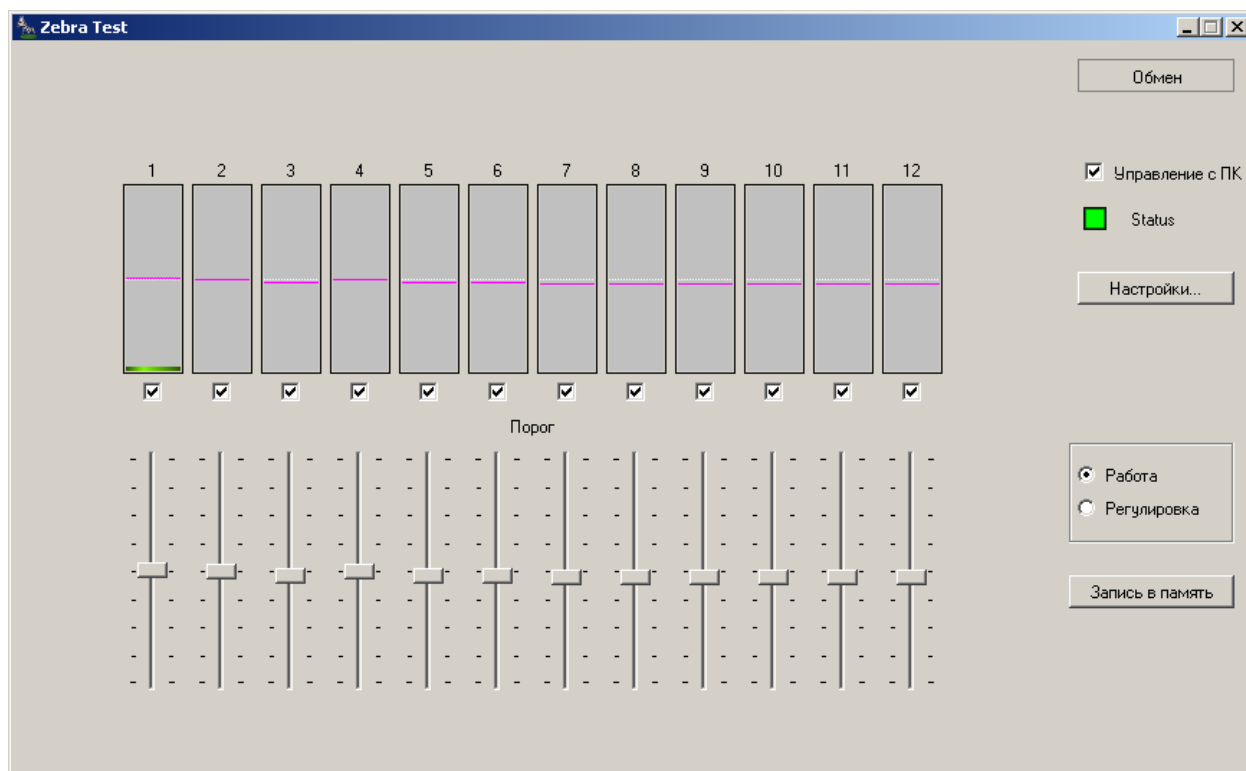 Zebra Test
Обмен
1 2 3 4 5 6 7 8 9 10 11 12
Управление с ПК
Status
Настройки...
Порог
Работа
Регулировка
Запись в память